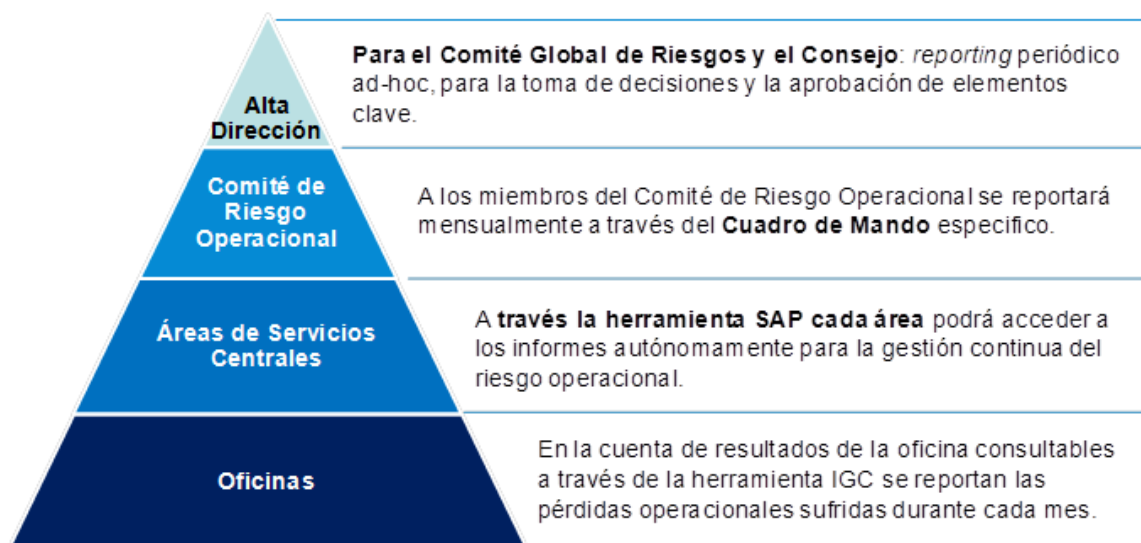 Alta
Dirección
Para el Comité Global de Riesgos y el Consejo: reporting periódico
ad-hoc, para la toma de decisiones y la aprobación de elementos
clave.
Comité de
Riesgo
Operacional
A los miembros del Comité de Riesgo Operacional se reportará
mensualmente a través del Cuadro de Mando especifico.
Áreas de Servicios
Centrales
A través la herramienta SAP cada área podrá acceder a
los informes autónomamente para la gestión continua del
riesgo operacional.
Oficinas
En la cuenta de resultados de la oficina consultables
a través de la herramienta IGC se reportan las
pérdidas operacionales sufridas durante cada mes.